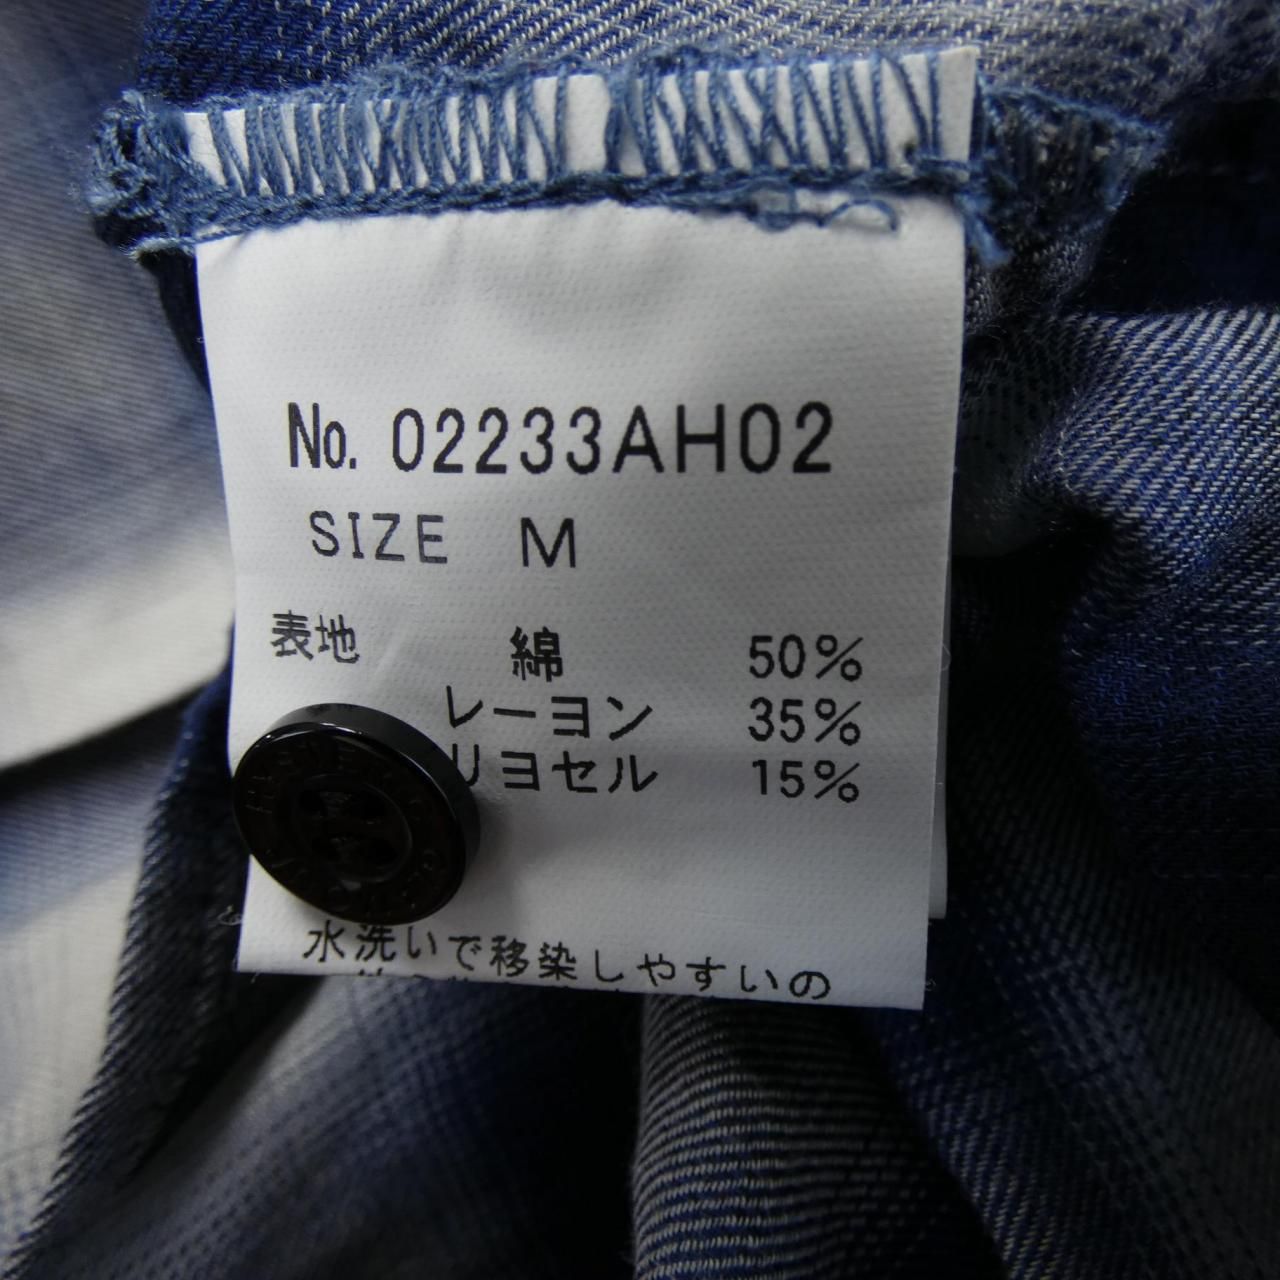 No. 02233AH02
SIZE M
表地 綿 50%
レーヨン 35%
リヨセル 15%
水洗いで移染しやすいの